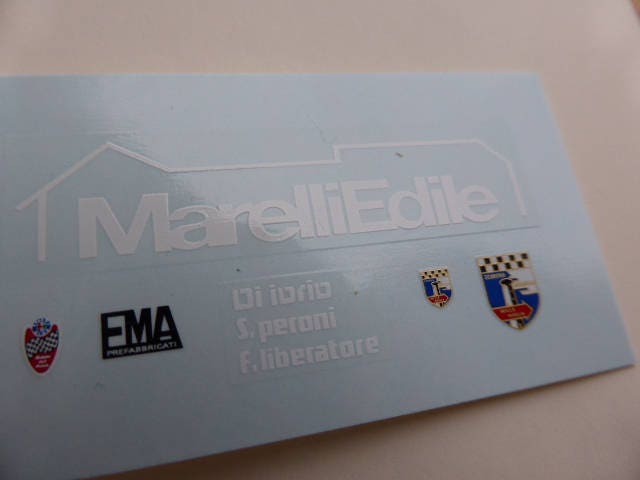 MarelliEdile
EMA
PREFABBRICATI
Di iorio
S. peroni
F. liberatore